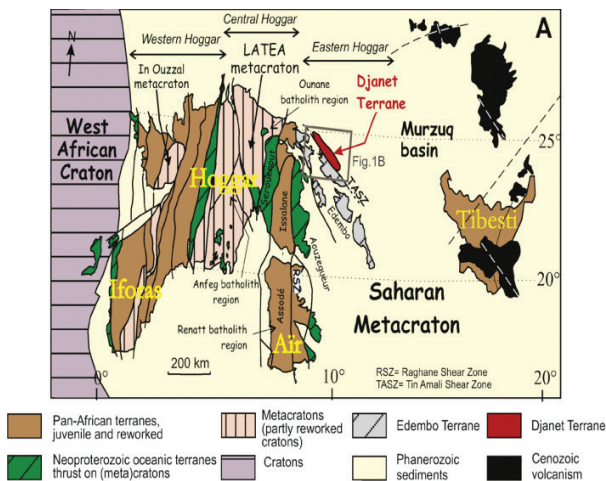 N
Western Hoggar
Central Hoggar
Eastern Hoggar
A
LATEA
metacraton
In Ouzzal
metacraton
Ounane
batholith region
Djanet
Terrane
West
African
Craton
Murzuq
basin
25°
Fig.1B
Hoggar
Serouenout
TASZ
Issalane
Edembo
Tibesti
Aouzegueur
Ifoғas
Anfeg batholith
region
RSZ
20°
Assodé
Saharan
Metacraton
Renatt batholith
region
Air
200 km
RSZ= Raghane Shear Zone
TASZ= Tin Amali Shear Zone
0°
10°
20°
Pan-African terranes,
juvenile and reworked
Metacratons
(partly reworked
cratons)
Edembo Terrane
Djanet Terrane
Neoproterozoic oceanic terranes
thrust on (meta)cratons
Cratons
Phanerozoic
sediments
Cenozoic
volcanism